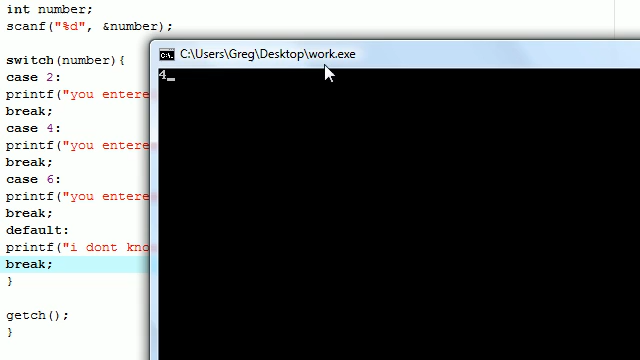 int number;
scanf("%d", &number);
switch(number){
case 2:
printf("you entere
break;
case 4:
printf("you entere
break;
case 6:
printf("you entere
break;
default:
printf("i dont kno
break;
}
getch();
}
C:\Users\Greg\Desktop\work.exe
4_